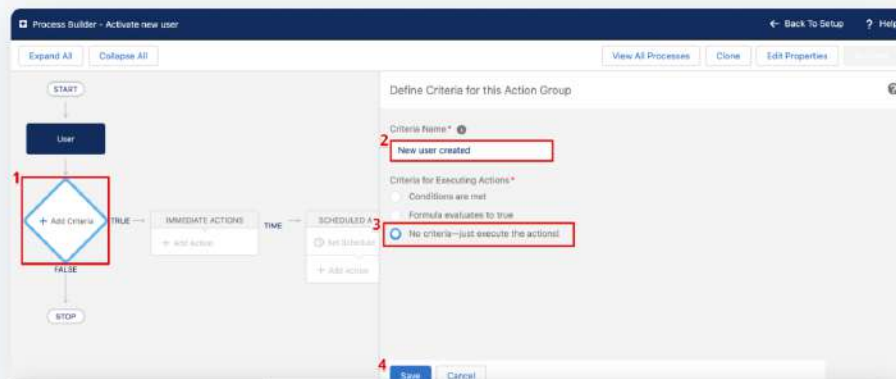 Process Builder - Activate new user
← Back To Setup
? Help
Expand All
Collapse All
View All Processes
Clone
Edit Properties
START
User
1
+ Add Criteria
TRUE
IMMEDIATE ACTIONS
+ Add Action
TIME
SCHEDULED A
Set Schedule
+ Add Action
FALSE
STOP
Define Criteria for this Action Group
Criteria Name *
2
New user created
Criteria for Executing Actions *
Conditions are met
Formula evaluates to true
3
No criteria—just execute the actions!
4
Save
Cancel